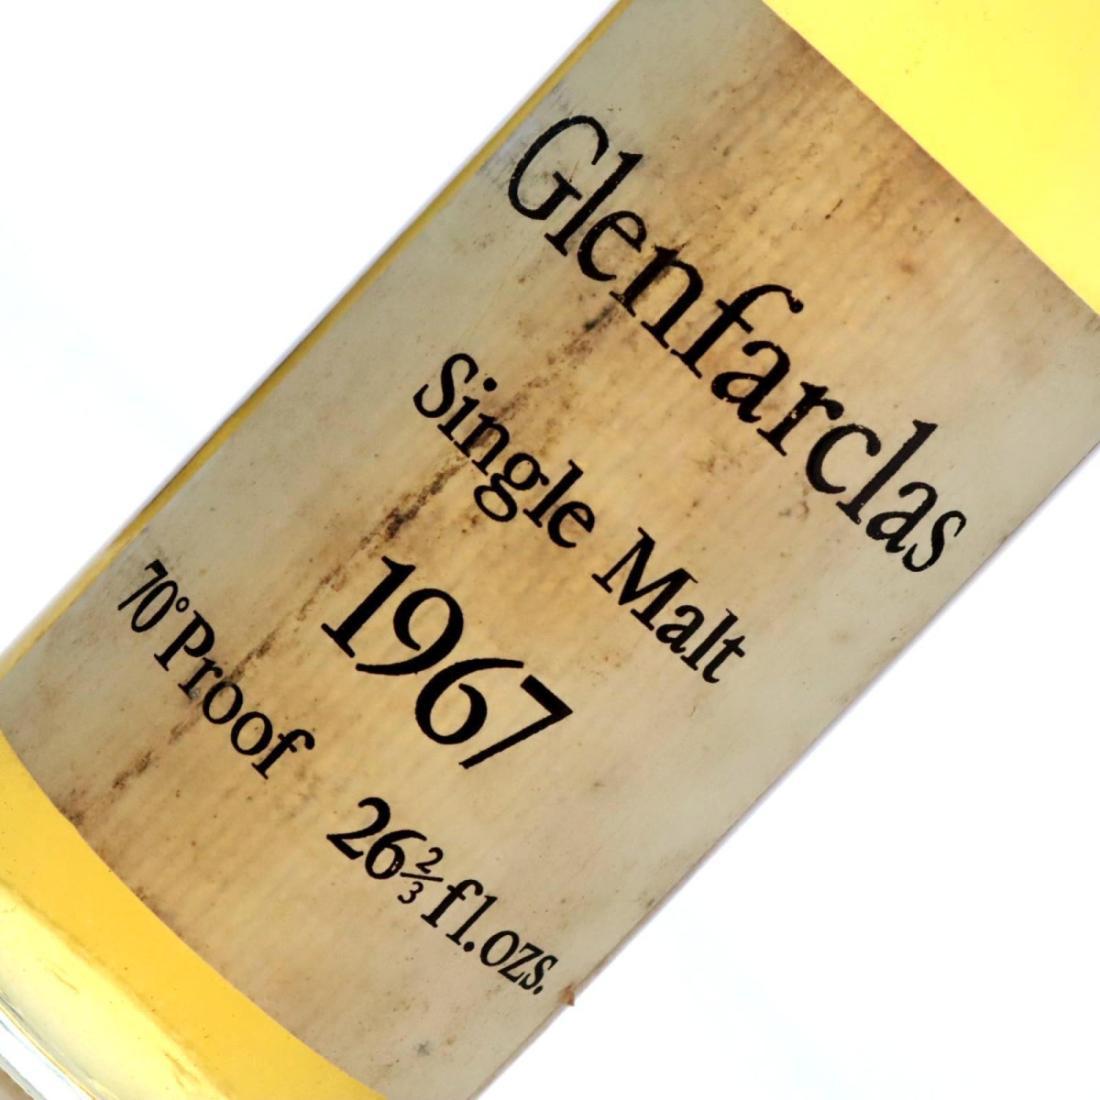 Glenfarclas
Single Malt
1967
70° Proof 26⅔ fl.ozs.